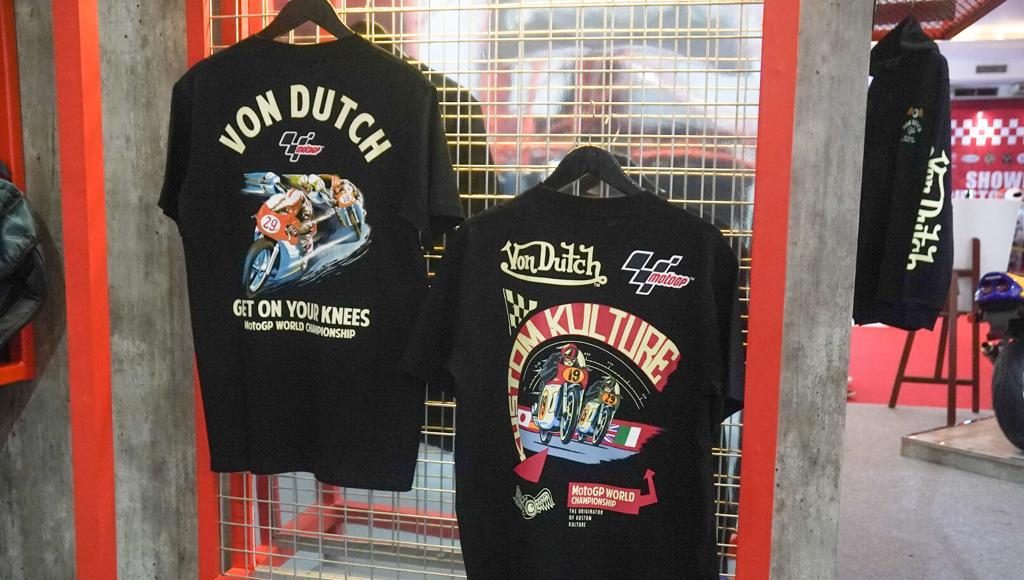 VON DUTCH
MotoGP
29
GET ON YOUR KNEES
MotoGP WORLD CHAMPIONSHIP
Von Dutch
MotoGP
KUSTOM KULTURE
19
MotoGP WORLD
CHAMPIONSHIP
THE ORIGINATOR
OF KUSTOM
KULTURE
Von Dutch
SHOW